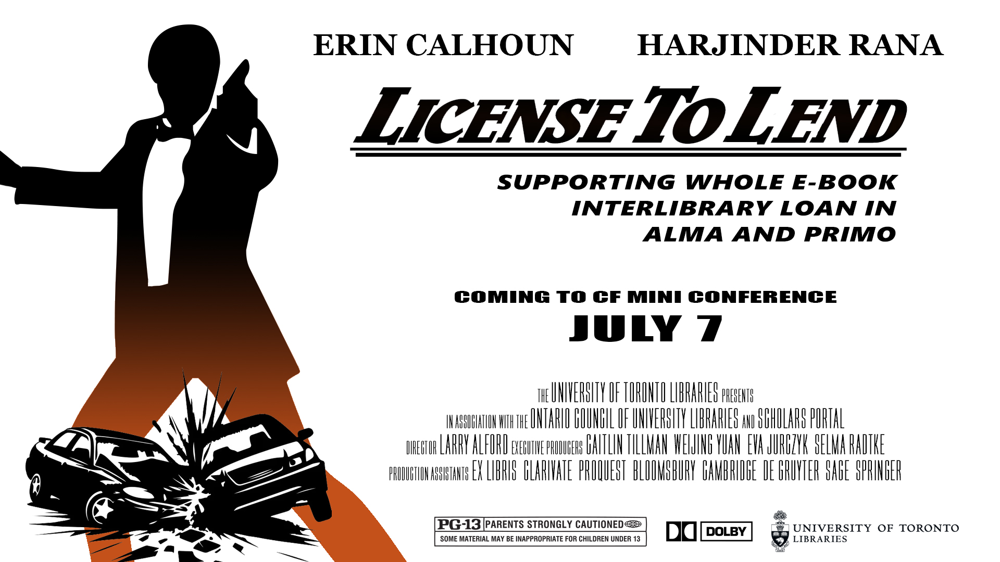 ERIN CALHOUN HARJINDER RANA
LICENSE TO LEND
SUPPORTING WHOLE E-BOOK
INTERLIBRARY LOAN IN
ALMA AND PRIMO
COMING TO CF MINI CONFERENCE
JULY 7
THE UNIVERSITY OF TORONTO LIBRARIES PRESENTS
IN ASSOCIATION WITH THE ONTARIO COUNCIL OF UNIVERSITY LIBRARIES AND SCHOLARS PORTAL
DIRECTOR LARRY ALFORD EXECUTIVE PRODUCERS CAITLIN TILLMAN WEIJING YUAN EVA JURCZYK SELMA RADTKE
PRODUCTION ASSISTANTS EX LIBRIS CLARIVATE PROQUEST BLOOMSBURY CAMBRIDGE DE GRUYTER SAGE SPRINGER
PG-13 PARENTS STRONGLY CAUTIONED
SOME MATERIAL MAY BE INAPPROPRIATE FOR CHILDREN UNDER 13
DOLBY
UNIVERSITY OF TORONTO
LIBRARIES